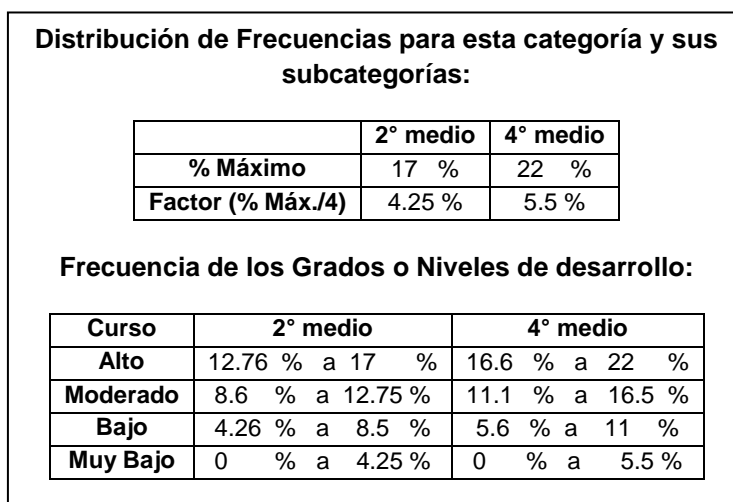 Distribución de Frecuencias para esta categoría y sus
subcategorías:
2° medio 4° medio
% Máximo 17 % 22 %
Factor (% Máx./4) 4.25 % 5.5 %
Frecuencia de los Grados o Niveles de desarrollo:
Curso 2° medio 4° medio
Alto 12.76 % a 17 % 16.6 % a 22 %
Moderado 8.6 % a 12.75 % 11.1 % a 16.5 %
Bajo 4.26 % a 8.5 % 5.6 % a 11 %
Muy Bajo 0 % a 4.25 % 0 % a 5.5 %